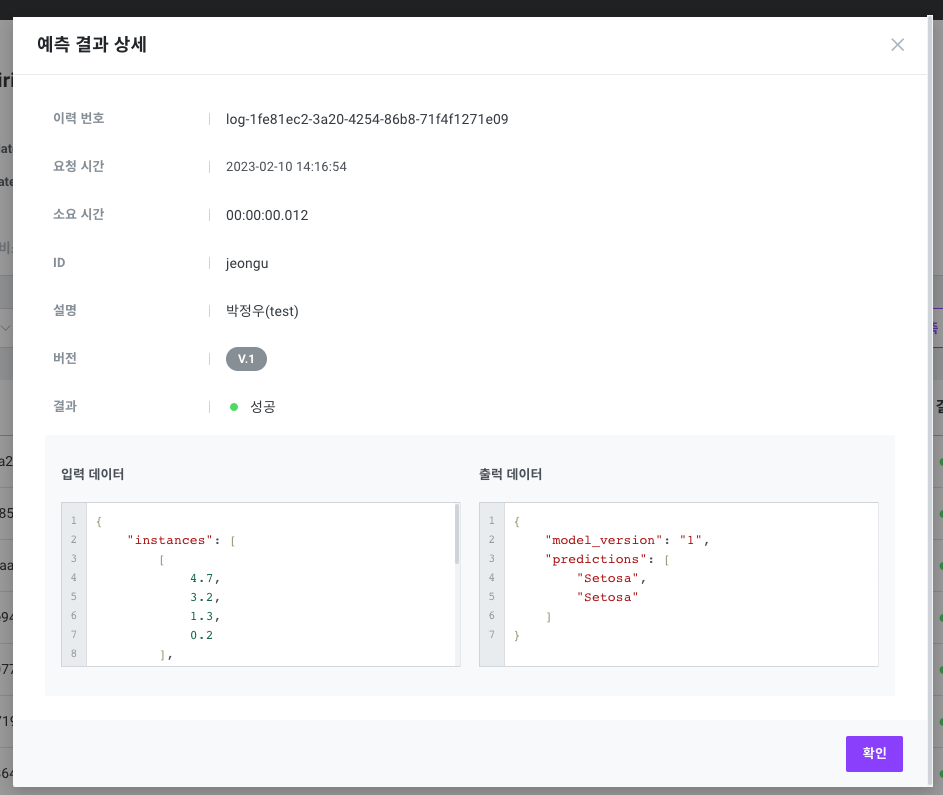 예측 결과 상세
이력 번호
log-1fe81ec2-3a20-4254-86b8-71f4f1271e09
요청 시간
2023-02-10 14:16:54
소요 시간
00:00:00.012
ID
jeongu
설명
박정우(test)
버전
V.1
결과
성공
입력 데이터
1 {
2 "instances": [
3 [
4 4.7,
5 3.2,
6 1.3,
7 0.2
8 ],
출력 데이터
1 {
2 "model_version": "1",
3 "predictions": [
4 "Setosa",
5 "Setosa"
6 ]
7 }
확인